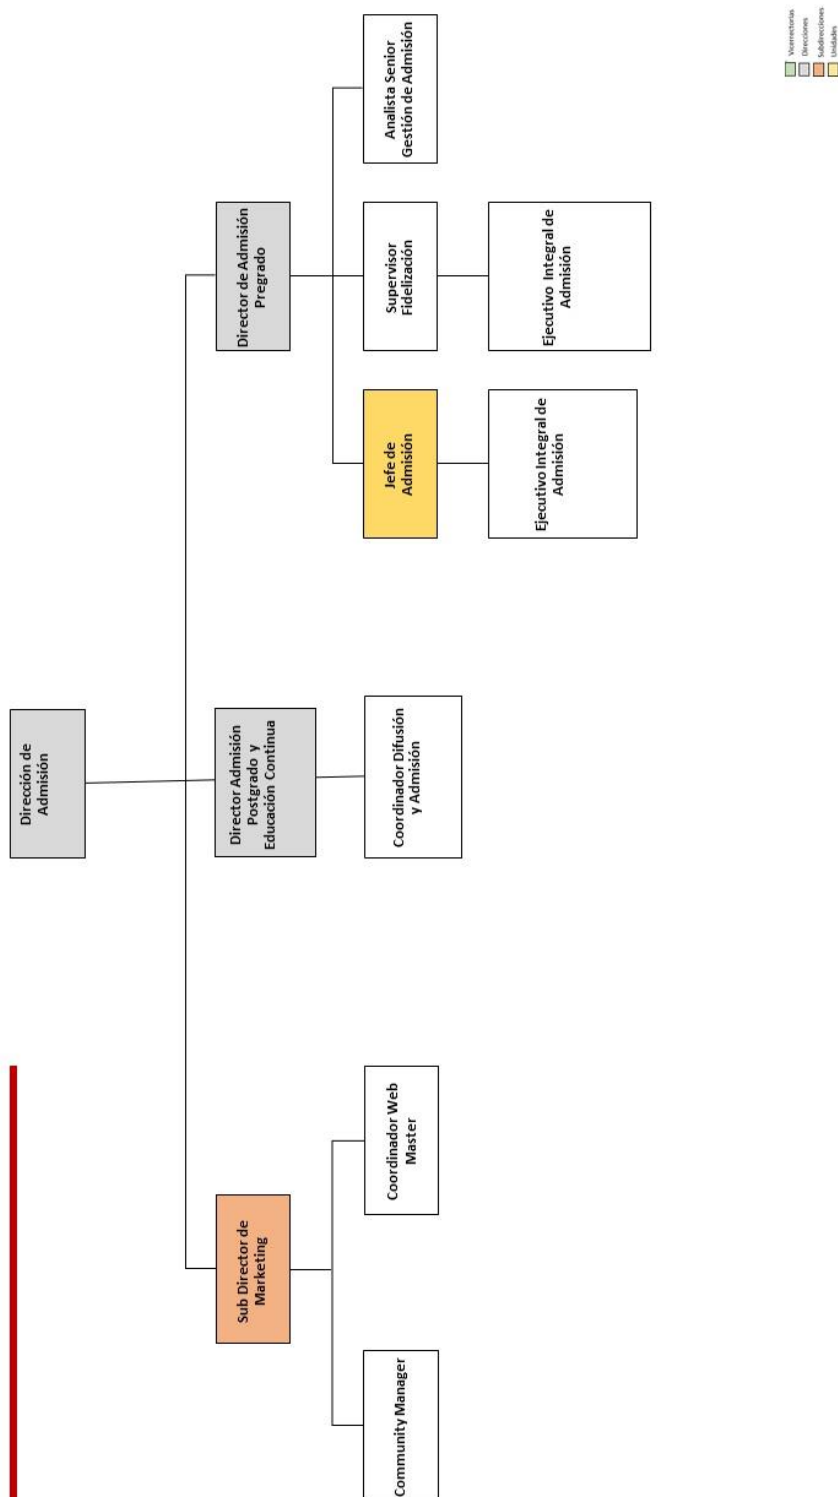 Dirección de
Admisión
Sub Director de
Marketing
Director Admisión
Postgrado y
Educación Continua
Director de Admisión
Pregrado
Community Manager
Coordinador Web
Master
Coordinador Difusión
y Admisión
Jefe de
Admisión
Supervisor
Fidelización
Analista Senior
Gestión de Admisión
Ejecutivo Integral de
Admisión
Ejecutivo Integral de
Admisión
Vicerrectorías
Direcciones
Subdirecciones
Unidades